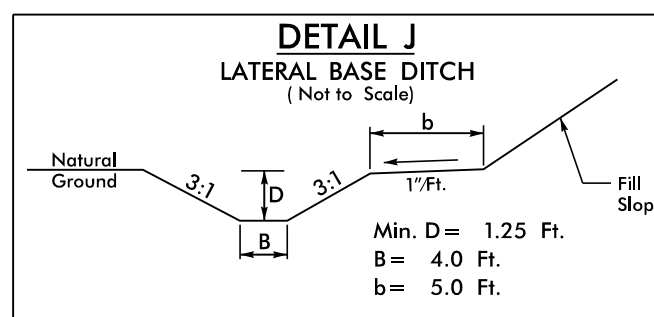 DETAIL J
LATERAL BASE DITCH
( Not to Scale)
b
Natural
Ground
3:1
D
3:1
1"/Ft.
Fill
Slop
B
Min. D = 1.25 Ft.
B = 4.0 Ft.
b = 5.0 Ft.